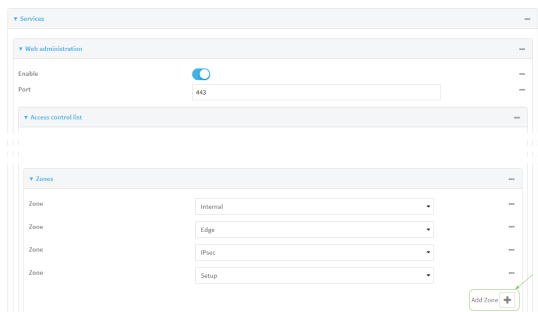 Services
Web administration
Enable
Port 443
Access control list
Zones
Zone Internal
Zone Edge
Zone IPsec
Zone Setup
Add Zone